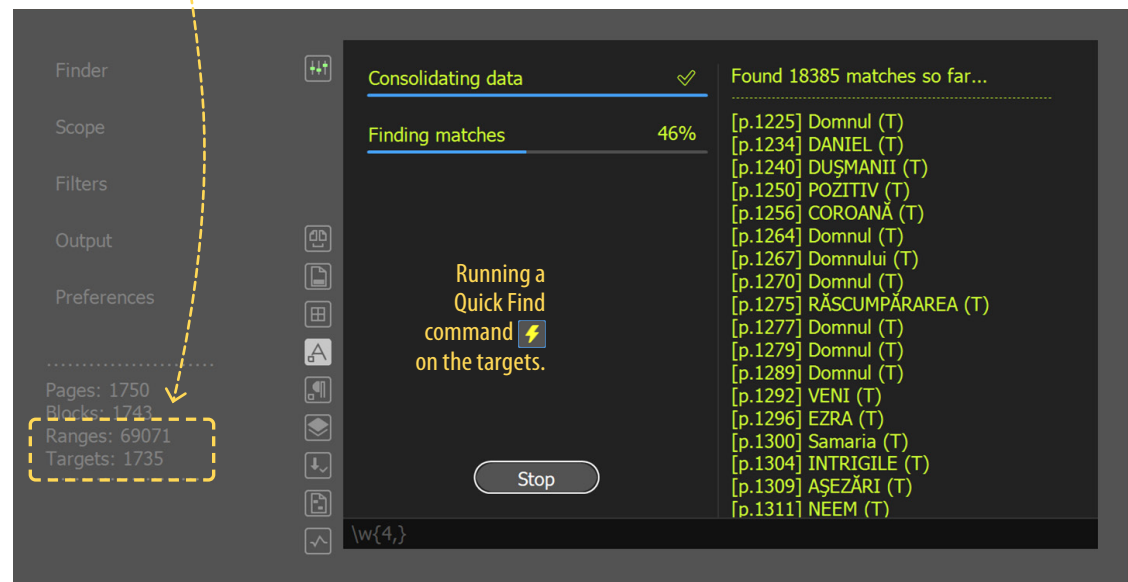 Finder
Scope
Filters
Output
Preferences
Pages: 1750
Blocks: 1743
Ranges: 69071
Targets: 1735
Consolidating data
Finding matches 46%
Running a
Quick Find
command
on the targets.
Stop
\w{4,}
Found 18385 matches so far...
[p.1225] Domnul (T)
[p.1234] DANIEL (T)
[p.1240] DUŞMANII (T)
[p.1250] POZITIV (T)
[p.1256] COROANĂ (T)
[p.1264] Domnul (T)
[p.1267] Domnului (T)
[p.1270] Domnul (T)
[p.1275] RĂSCUMPĂRAREA (T)
[p.1277] Domnul (T)
[p.1279] Domnul (T)
[p.1289] Domnul (T)
[p.1292] VENI (T)
[p.1296] EZRA (T)
[p.1300] Samaria (T)
[p.1304] INTRIGILE (T)
[p.1309] AŞEZĂRI (T)
[p.1311] NEEM (T)